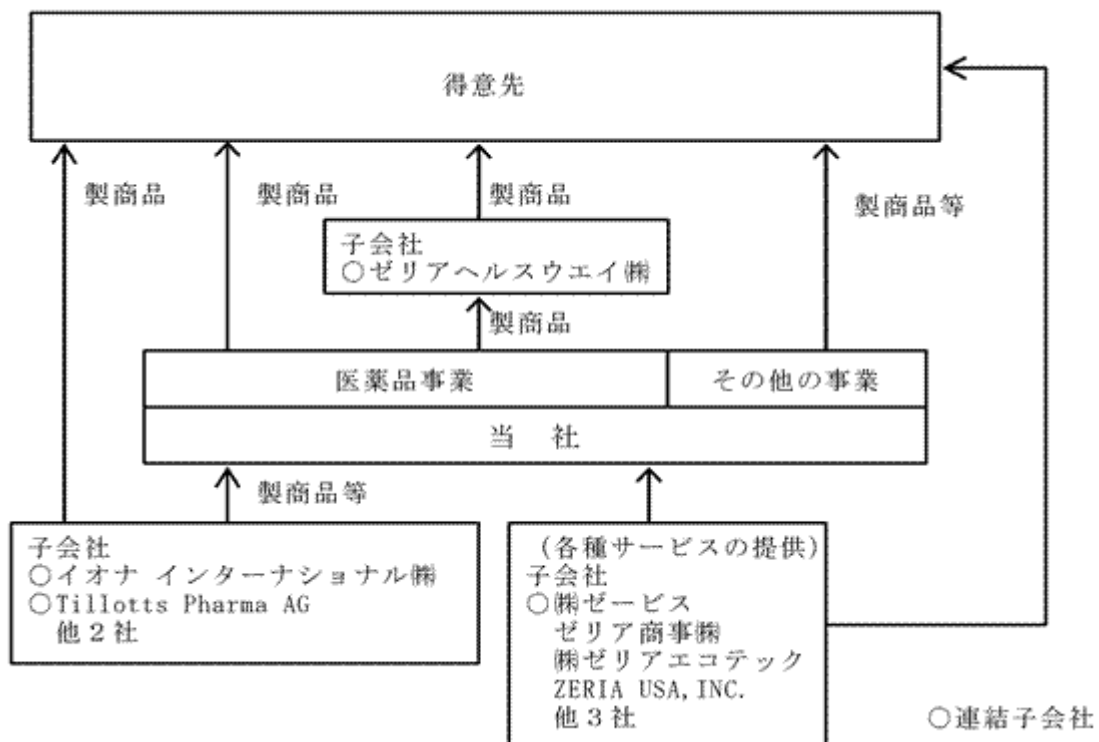 得意先
製商品
製商品
製商品
製商品等
子会社
○ゼリアヘルスウエイ㈱
製商品
医薬品事業
その他の事業
当 社
製商品等
子会社
○イオナ インターナショナル㈱
○Tillotts Pharma AG
他2社
(各種サービスの提供)
子会社
○㈱ゼービス
ゼリア商事㈱
㈱ゼリアエコテック
ZERIA USA,INC.
他3社
○連結子会社